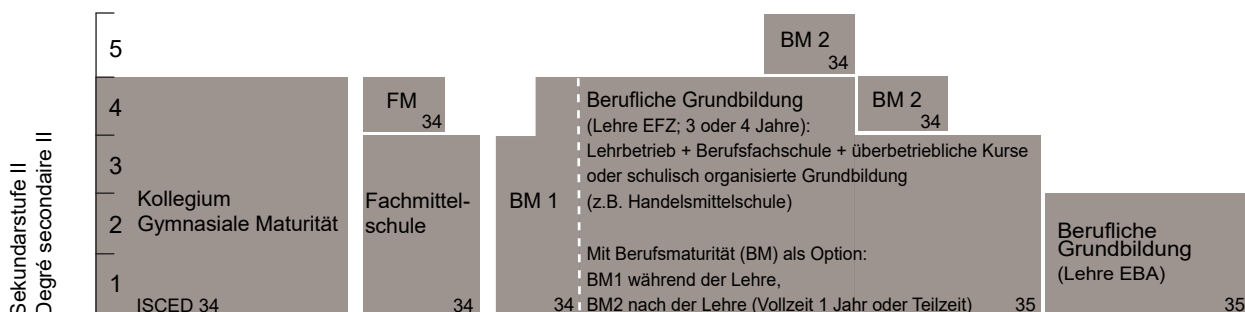 Sekundarstufe II
Degré secondaire II
5
4
3
2
1
Kollegium
Gymnasiale Maturität
ISCED 34
FM
34
Fachmittel-
schule
34
BM 1
34
Berufliche Grundbildung
(Lehre EFZ; 3 oder 4 Jahre):
Lehrbetrieb + Berufsfachschule + überbetriebliche Kurse
oder schulisch organisierte Grundbildung
(z.B. Handelsmittelschule)
Mit Berufsmaturität (BM) als Option:
BM1 während der Lehre,
BM2 nach der Lehre (Vollzeit 1 Jahr oder Teilzeit)
35
BM 2
34
BM 2
34
Berufliche
Grundbildung
(Lehre EBA)
35